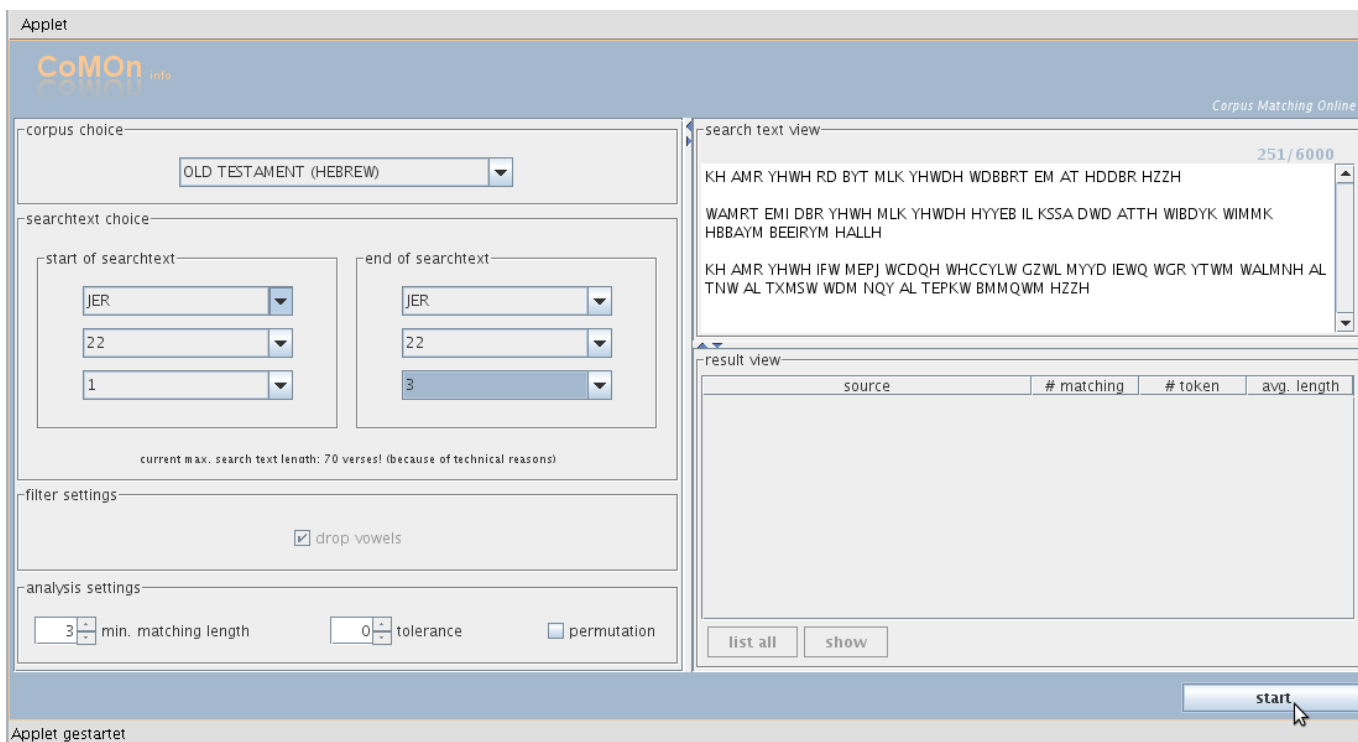 Applet
CoMOn info
Corpus Matching Online
corpus choice
OLD TESTAMENT (HEBREW)
searchtext choice
start of searchtext
JER
22
1
end of searchtext
JER
22
3
current max. search text length: 70 verses! (because of technical reasons)
filter settings
drop vowels
analysis settings
3 min. matching length
0 tolerance
permutation
search text view
251/6000
KH AMR YHWH RD BYT MLK YHWDH WDBBRT EM AT HDDBR HZZH
WAMRT EMI DBR YHWH MLK YHWDH HYYEB IL KSSA DWD ATTH WIBDYK WIMMK
HBBAYM BEEIRYM HALLH
KH AMR YHWH IFW MEPJ WCDQH WHCCYLW GZWL MYYD IEWQ WGR YTWM WALMNH AL
TNW AL TXMSW WDM NQY AL TEPKW BMMQWM HZZH
result view
source # matching # token avg. length
list all show
start
Applet gestartet